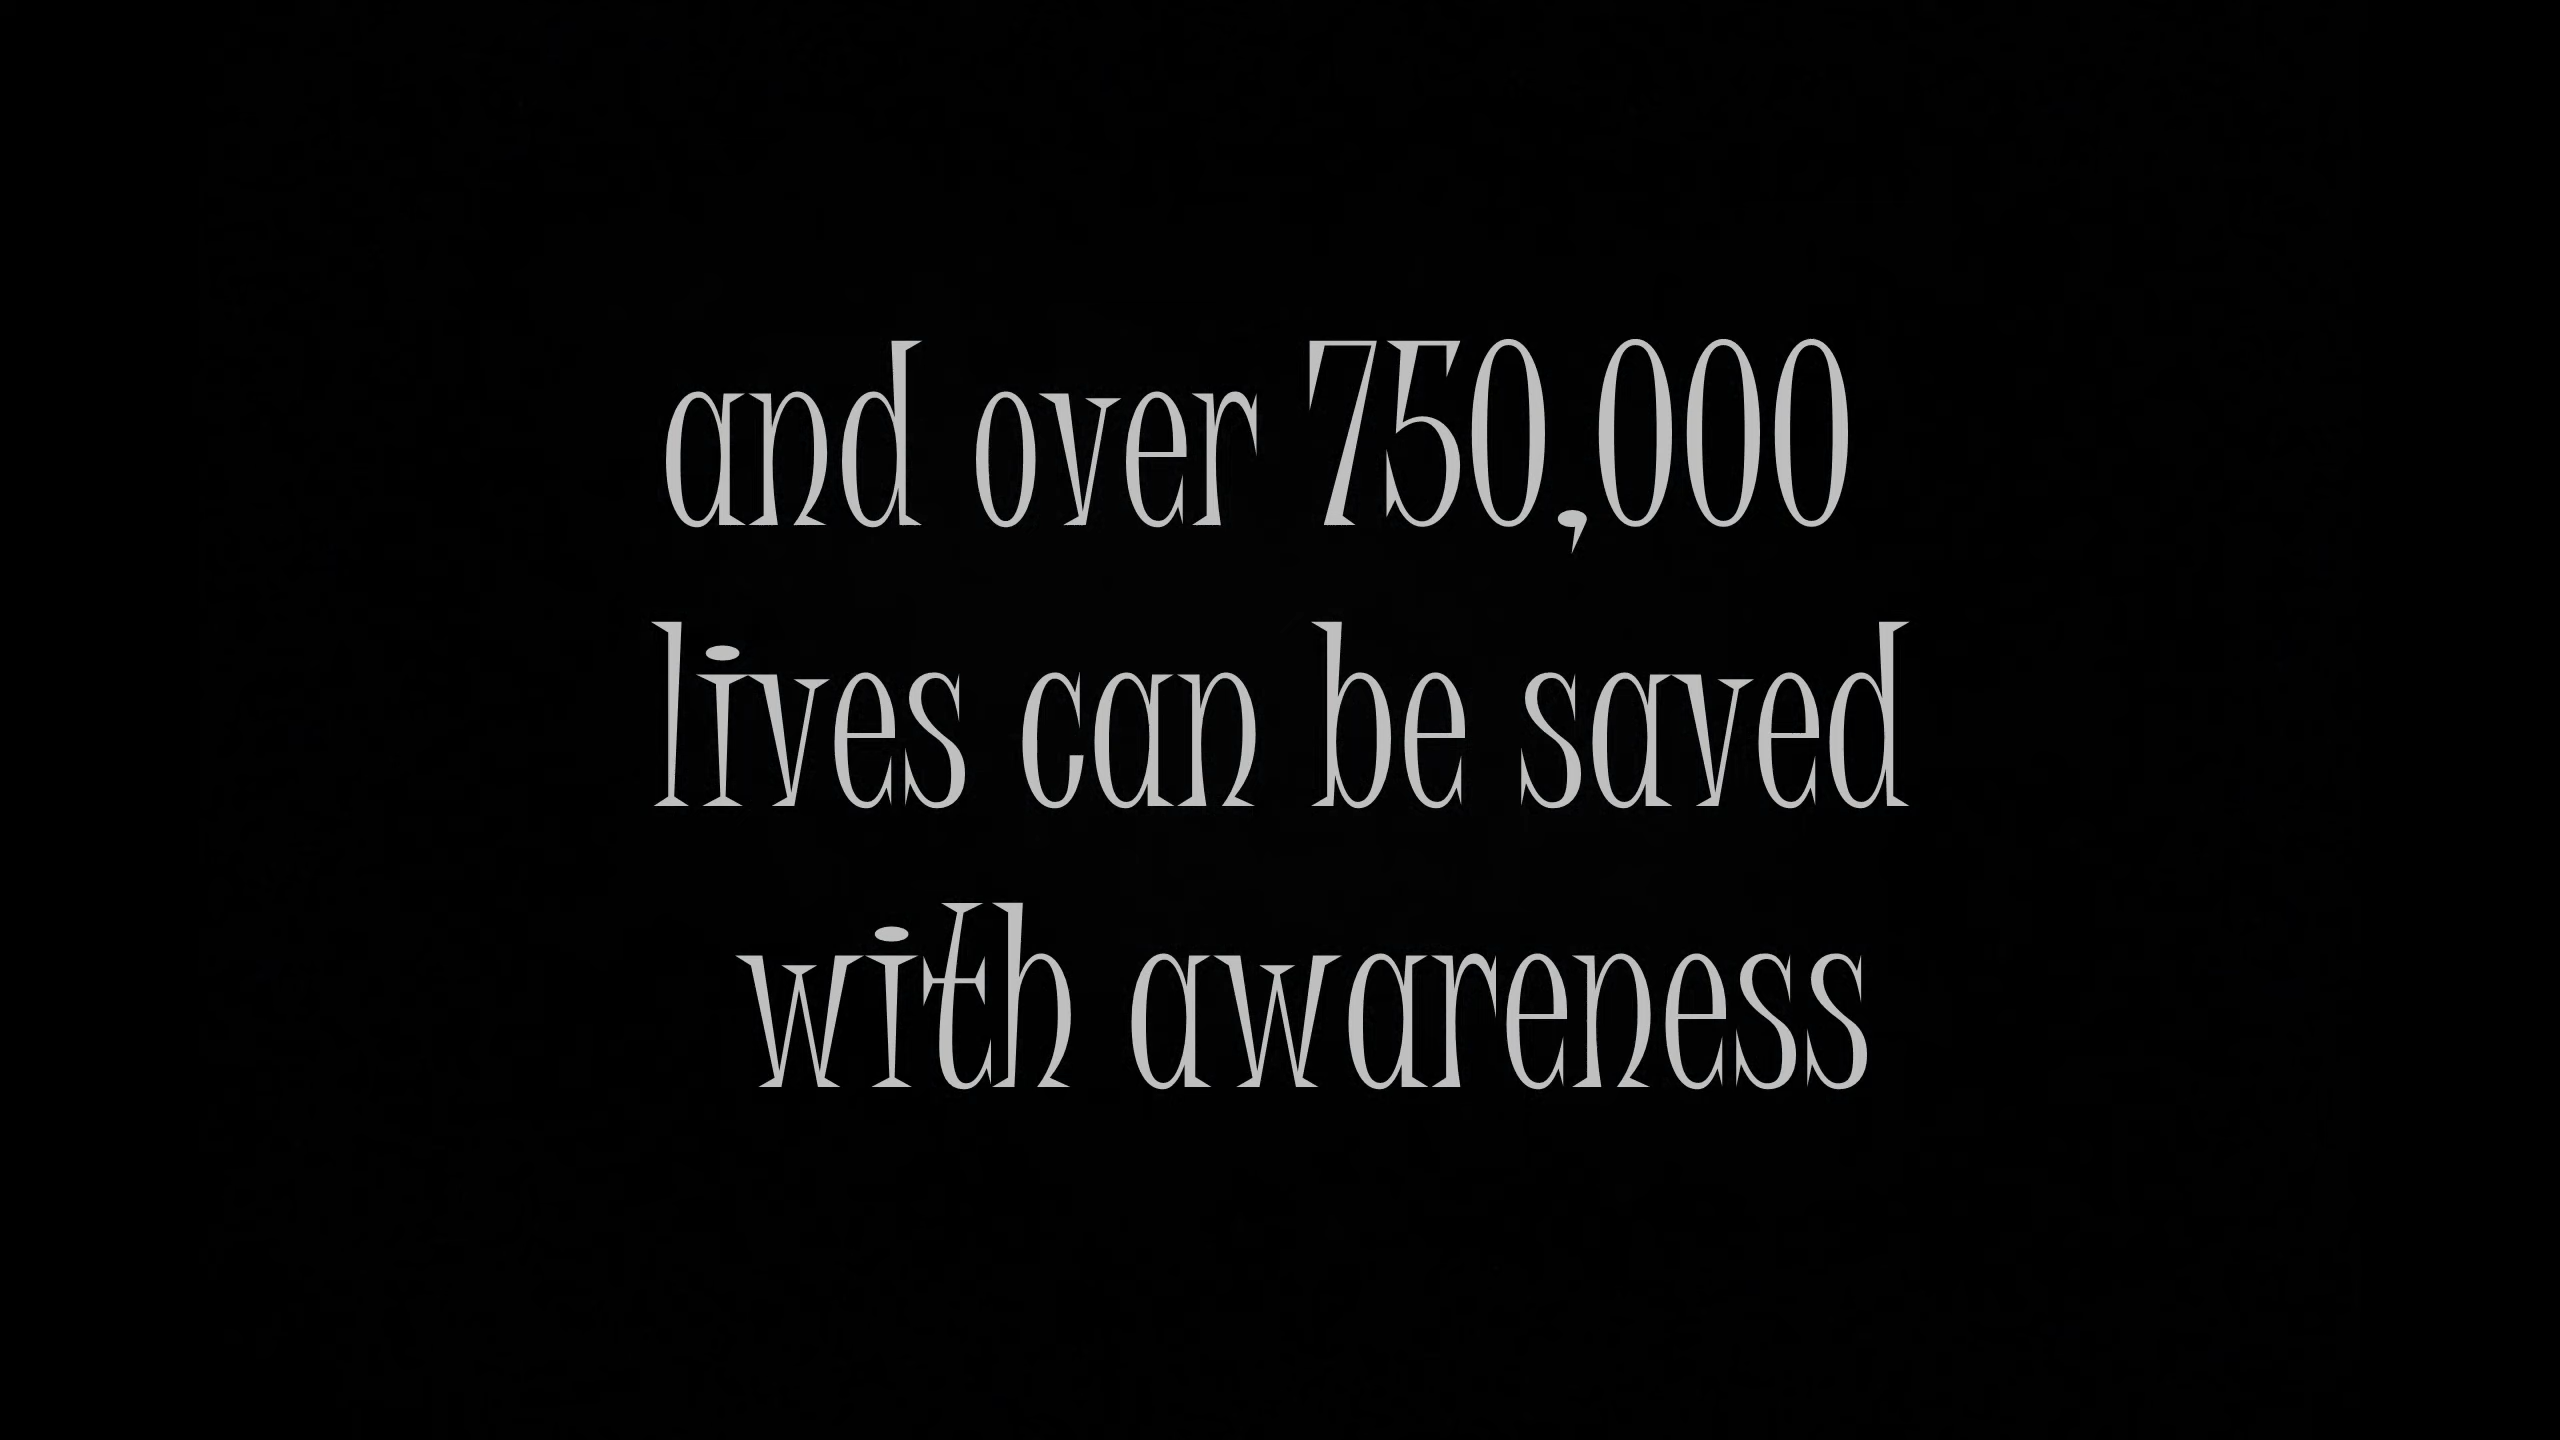 and over 750,000
lives can be saved
with awareness